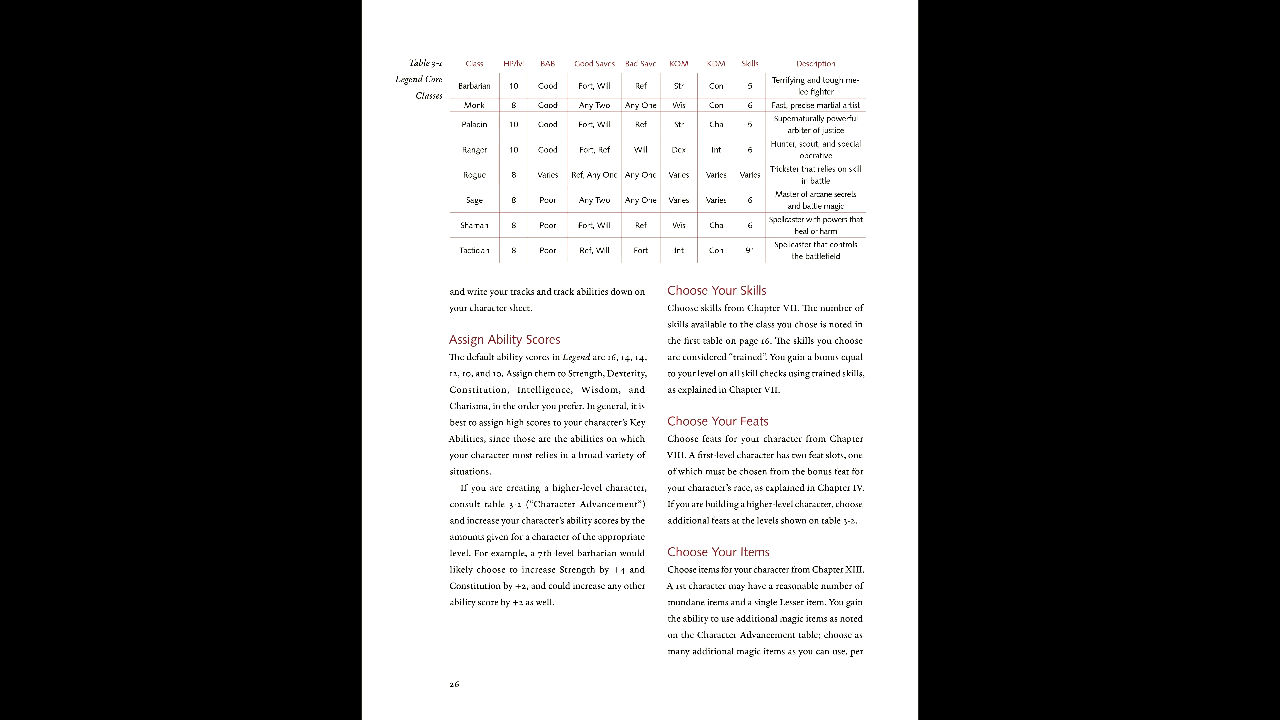 Table 3-1
Legend Core
Classes
Class HP/lvl BAB Good Saves Bad Save KOM KDM Skills Description
Barbarian 10 Good Fort, Will Ref Str Con 5 Terrifying and tough me-
lee fighter
Monk 8 Good Any Two Any One Wis Con 6 Fast, precise martial artist
Paladin 10 Good Fort, Will Ref Str Cha 5 Supernaturally powerful
arbiter of justice
Ranger 10 Good Fort, Ref Will Dex Int 6 Hunter, scout, and special
operative
Rogue 8 Varies Ref, Any One Any One Varies Varies Varies Trickster that relies on skill
in battle
Sage 8 Poor Any Two Any One Varies Varies 6 Master of arcane secrets
and battle magic
Shaman 8 Poor Fort, Will Ref Wis Cha 6 Spellcaster with powers that
heal or harm
Tactician 8 Poor Ref, Will Fort Int Con Spellcaster that controls
the battlefield
and write your tracks and track abilities down on
your character sheet.
Assign Ability Scores
The default ability scores in Legend are 16, 14, 14,
12, 10, and 10. Assign them to Strength, Dexterity,
Constitution, Intelligence, Wisdom, and
Charisma, in the order you prefer. In general, it is
best to assign high scores to your character's Key
Abilities, since those are the abilities on which
your character most relies in a broad variety of
situations.
If you are creating a higher-level character,
consult table 3-2 ("Character Advancement")
and increase your character's ability scores by the
amounts given for a character of the appropriate
level. For example, a 7th level barbarian would
likely choose to increase Strength by +4 and
Constitution by +2, and could increase any other
ability score by +2 as well.
Choose Your Skills
Choose skills from Chapter VII. The number of
skills available to the class you chose is noted in
the first table on page 16. The skills you choose
are considered "trained". You gain a bonus equal
to your level on all skill checks using trained skills,
as explained in Chapter VII.
Choose Your Feats
Choose feats for your character from Chapter
VIII. A first-level character has two feat slots, one
of which must be chosen from the bonus feat for
your character's race, as explained in Chapter IV.
If you are building a higher-level character, choose
additional feats at the levels shown on table 3-2.
Choose Your Items
Choose items for your character from Chapter XIII.
A 1st character may have a reasonable number of
mundane items and a single Lesser item. You gain
the ability to use additional magic items as noted
on the Character Advancement table; choose as
many additional magic items as you can use, per
26